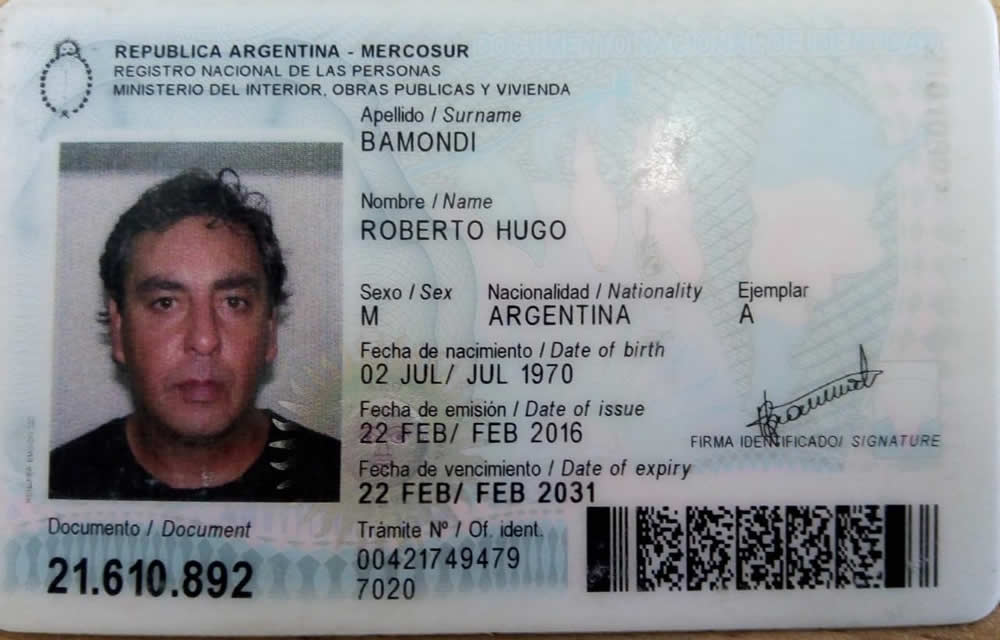 REPUBLICA ARGENTINA - MERCOSUR
REGISTRO NACIONAL DE LAS PERSONAS
MINISTERIO DEL INTERIOR, OBRAS PUBLICAS Y VIVIENDA
Apellido / Surname
BAMONDI
Nombre / Name
ROBERTO HUGO
Sexo / Sex Nacionalidad / Nationality Ejemplar
M ARGENTINA A
Fecha de nacimiento / Date of birth
02 JUL/ JUL 1970
Fecha de emisión / Date of issue
22 FEB/ FEB 2016
FIRMA IDENTIFICADO/ SIGNATURE
Fecha de vencimiento / Date of expiry
22 FEB/ FEB 2031
Documento / Document
21.610.892
Trámite Nº / Of. ident.
00421749479
7020